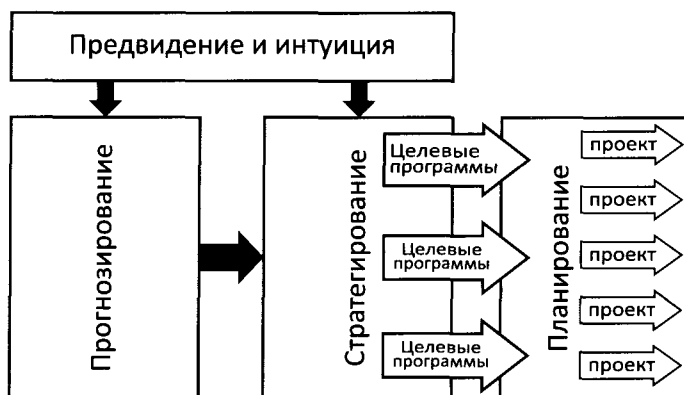 Предвидение и интуиция
Прогнозирование
Стратегирование
Целевые
программы
Целевые
программы
Целевые
программы
Планирование
проект
проект
проект
проект
проект